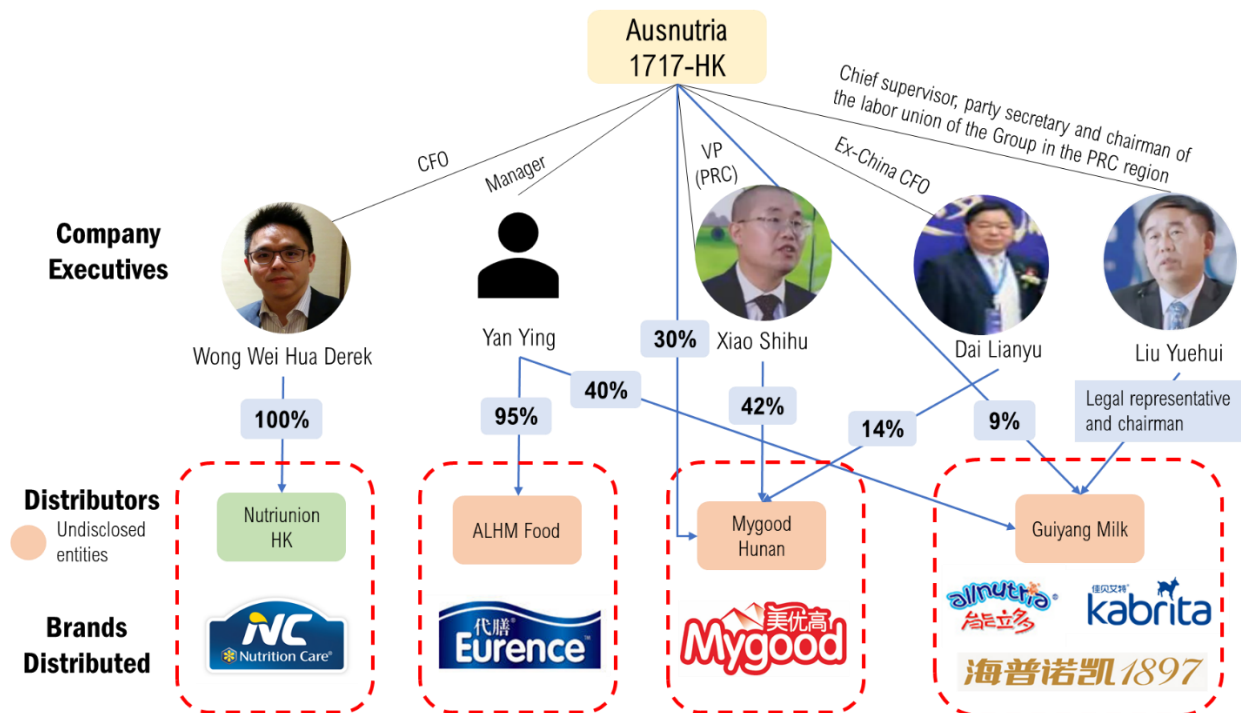 Ausnutria
1717-HK
CFO
Manager
VP
(PRC)
Ex-China CFO
Chief supervisor, party secretary and chairman of
the labor union of the Group in the PRC region
Company
Executives
Wong Wei Hua Derek
Yan Ying
Xiao Shihu
Dai Lianyu
Liu Yuehui
100%
95%
40%
30%
42%
14%
9%
Legal representative
and chairman
Distributors
Undisclosed
entities
Nutriunion
HK
ALHM Food
Mygood
Hunan
Guiyang Milk
Brands
Distributed
NC
Nutrition Care®
代膳®
Eurence™
美优高
Mygood
allnutria®
能立多
佳贝艾特®
kabrita
海普诺凯1897